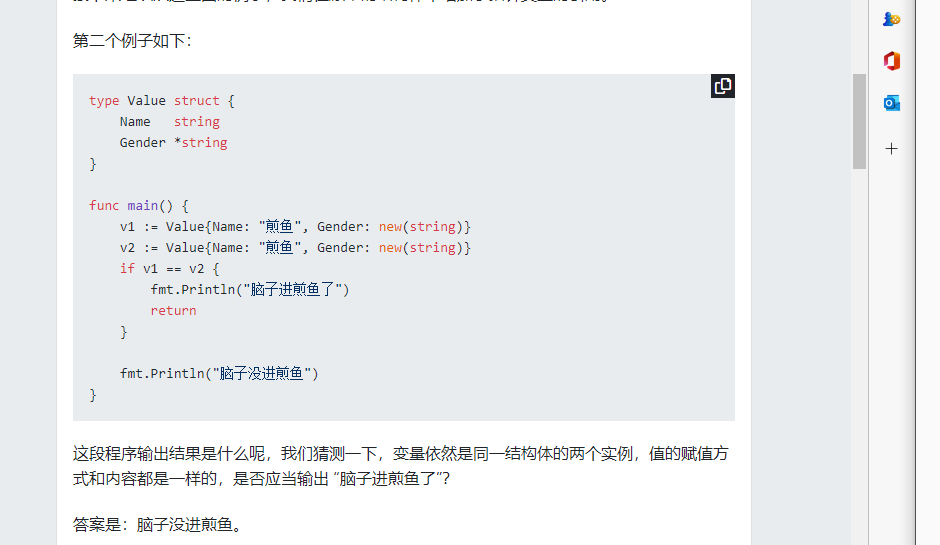 第二个例子如下：
type Value struct {
    Name   string
    Gender *string
}
func main() {
    v1 := Value{Name: "煎鱼", Gender: new(string)}
    v2 := Value{Name: "煎鱼", Gender: new(string)}
    if v1 == v2 {
        fmt.Println("脑子进煎鱼了")
        return
    }
    fmt.Println("脑子没进煎鱼")
}
这段程序输出结果是什么呢，我们猜测一下，变量依然是同一结构体的两个实例，值的赋值方
式和内容都是一样的，是否应当输出 “脑子进煎鱼了”？
答案是：脑子没进煎鱼。